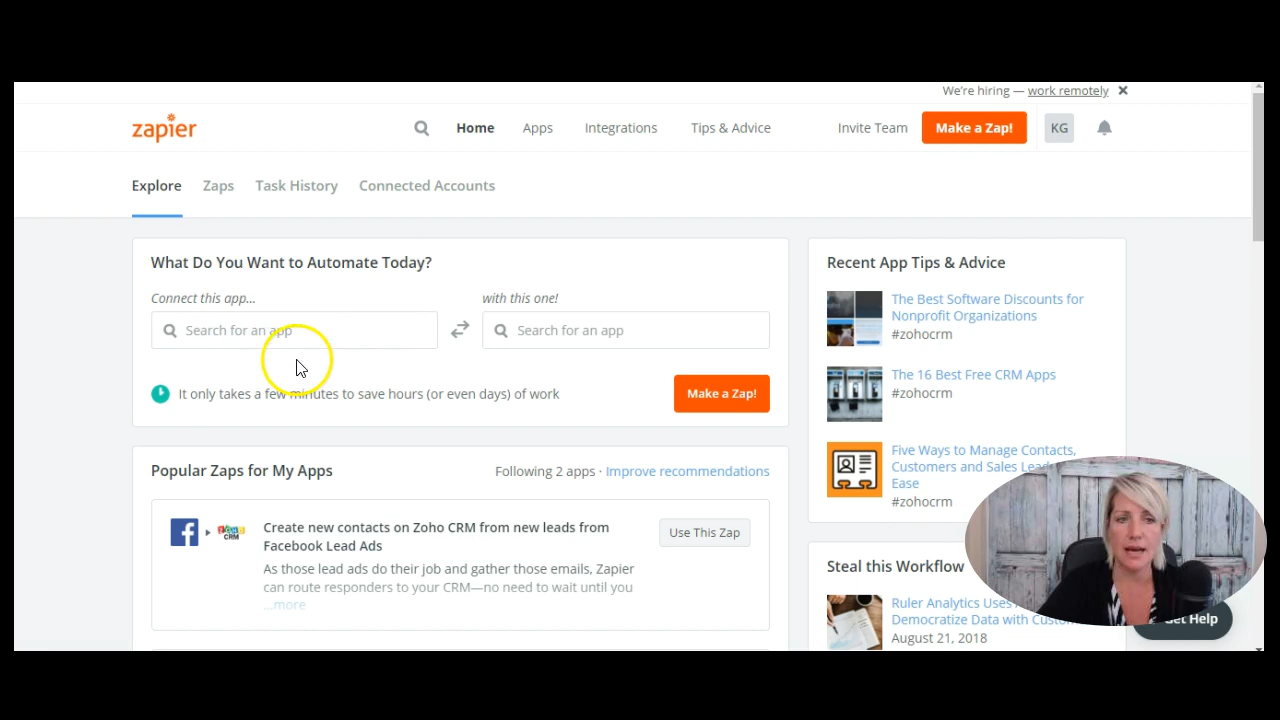 We're hiring — work remotely ✕
zapier
Home Apps Integrations Tips & Advice Invite Team Make a Zap! KG
Explore Zaps Task History Connected Accounts
What Do You Want to Automate Today?
Connect this app... with this one!
Search for an app Search for an app
It only takes a few minutes to save hours (or even days) of work Make a Zap!
Popular Zaps for My Apps Following 2 apps · Improve recommendations
Create new contacts on Zoho CRM from new leads from
Facebook Lead Ads
Use This Zap
As those lead ads do their job and gather those emails, Zapier
can route responders to your CRM—no need to wait until you
...more
Recent App Tips & Advice
The Best Software Discounts for
Nonprofit Organizations
#zohocrm
The 16 Best Free CRM Apps
#zohocrm
Five Ways to Manage Contacts,
Customers and Sales
Ease
#zohocrm
Steal this Workflow
Ruler Analytics Uses
Democratize Data with
August 21, 2018
Help